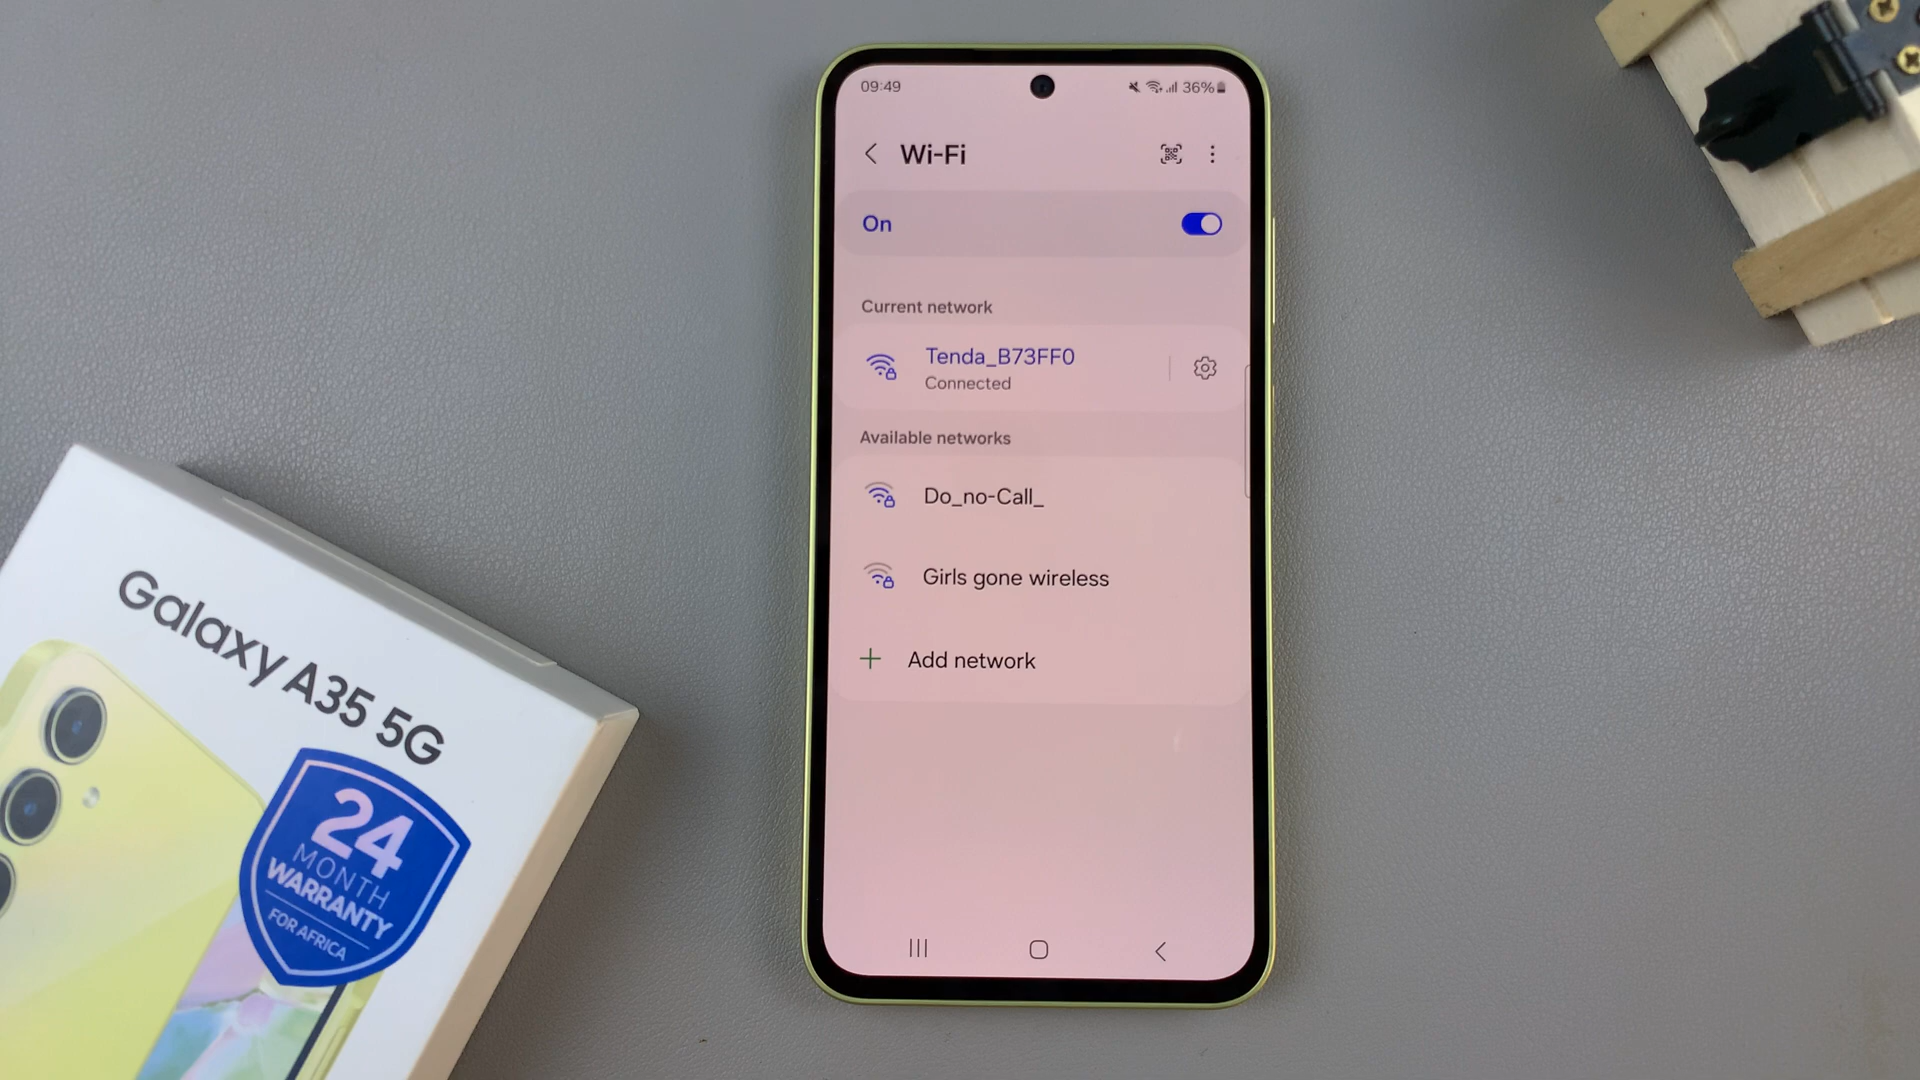 09:49
36%
Wi-Fi
On
Current network
Tenda_B73FF0
Connected
Available networks
Do_no-Call_
Girls gone wireless
Add network
Galaxy A35 5G
24
MONTH
WARRANTY
FOR AFRICA